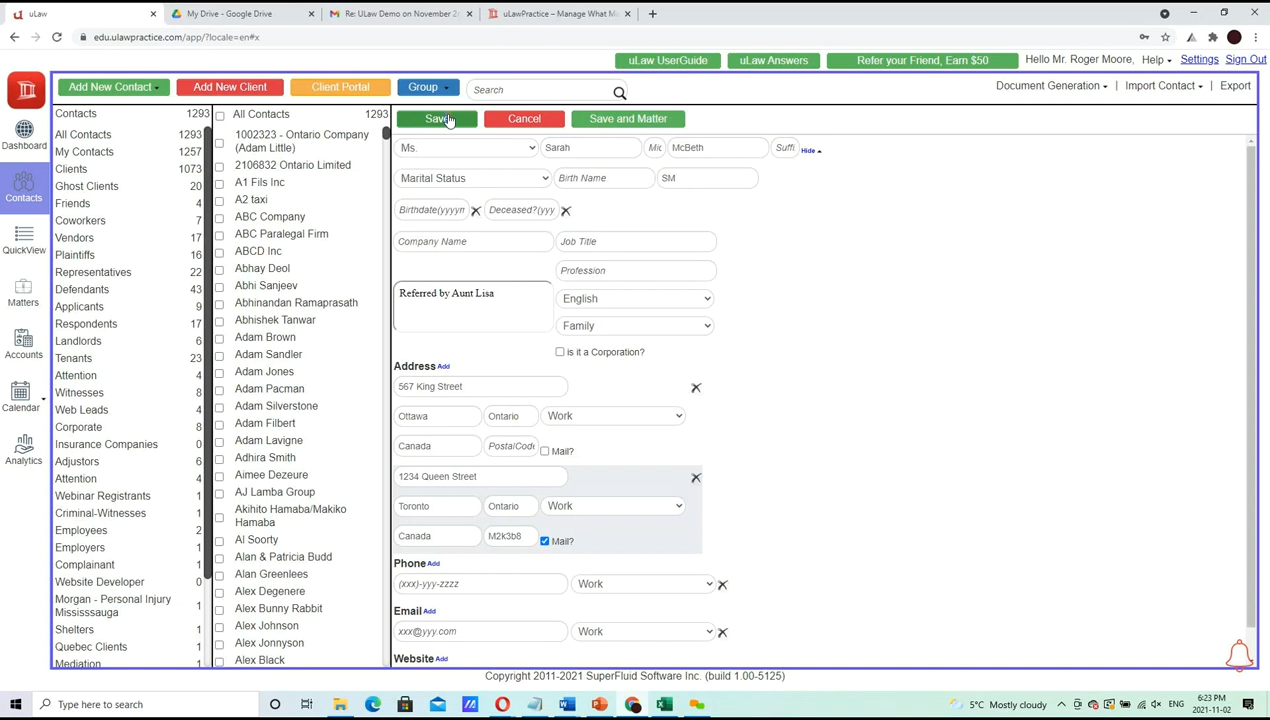 uLaw
My Drive - Google Drive
Re: ULaw Demo on November 2n
uLawPractice – Manage What Ma
edu.ulawpractice.com/app/?locale=en#x
uLaw UserGuide
uLaw Answers
Refer your Friend, Earn $50
Hello Mr. Roger Moore,
Help
Settings
Sign Out
Add New Contact
Add New Client
Client Portal
Group
Search
Document Generation
Import Contact
Export
Dashboard
Contacts
QuickView
Matters
Accounts
Calendar
Analytics
Contacts 1293
All Contacts 1293
My Contacts 1257
Clients 1073
Ghost Clients 20
Friends 4
Coworkers 7
Vendors 17
Plaintiffs 16
Representatives 22
Defendants 43
Applicants 9
Respondents 17
Landlords 6
Tenants 23
Attention 4
Witnesses 8
Web Leads 4
Corporate 8
Insurance Companies 0
Adjustors 6
Attention 4
Webinar Registrants 1
Criminal-Witnesses 1
Employees 2
Employers 1
Complainant 1
Website Developer 0
Morgan - Personal Injury
Mississsauga 1
Shelters 1
Quebec Clients 1
Mediation 1
All Contacts 1293
1002323 - Ontario Company
(Adam Little)
2106832 Ontario Limited
A1 Fils Inc
A2 taxi
ABC Company
ABC Paralegal Firm
ABCD Inc
Abhay Deol
Abhi Sanjeev
Abhinandan Ramaprasath
Abhishek Tanwar
Adam Brown
Adam Sandler
Adam Jones
Adam Pacman
Adam Silverstone
Adam Filbert
Adam Lavigne
Adhira Smith
Aimee Dezeure
AJ Lamba Group
Akihito Hamaba/Makiko
Hamaba
Al Soorty
Alan & Patricia Budd
Alan Greenlees
Alex Degenere
Alex Bunny Rabbit
Alex Johnson
Alex Jonnyson
Alex Black
Save
Cancel
Save and Matter
Ms.
Sarah
Mic
McBeth
Suffi
Hide
Marital Status
Birth Name
SM
Birthdate(yyyym
Deceased?(yyy
Company Name
Job Title
Profession
Referred by Aunt Lisa
English
Family
is it a Corporation?
Address Add
567 King Street
Ottawa
Ontario
Work
Canada
PostalCode
Mail?
1234 Queen Street
Toronto
Ontario
Work
Canada
M2k3b8
Mail?
Phone Add
(xxx)-yyy-zzzz
Work
Email Add
xxx@yyy.com
Work
Website Add
Copyright 2011-2021 SuperFluid Software Inc. (build 1.00-5125)
Type here to search
5°C Mostly cloudy
ENG
6:23 PM
2021-11-02